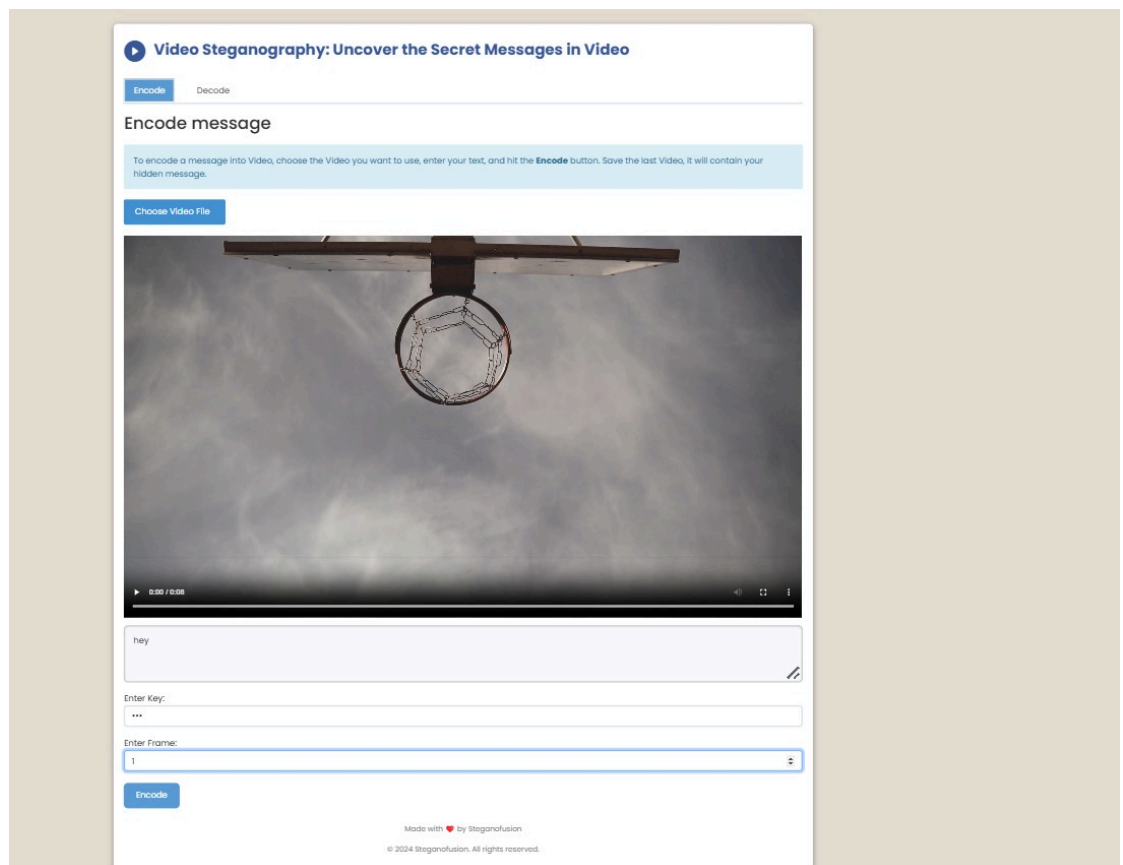 Video Steganography: Uncover the Secret Messages in Video
Encode Decode
Encode message
To encode a message into Video, choose the Video you want to use, enter your text, and hit the Encode button. Save the last Video, it will contain your
hidden message.
Choose Video File
0:00 / 0:08
hey
Enter Key:
•••
Enter Frame:
1
Encode
Made with ❤ by Steganofusion
© 2024 Steganofusion. All rights reserved.